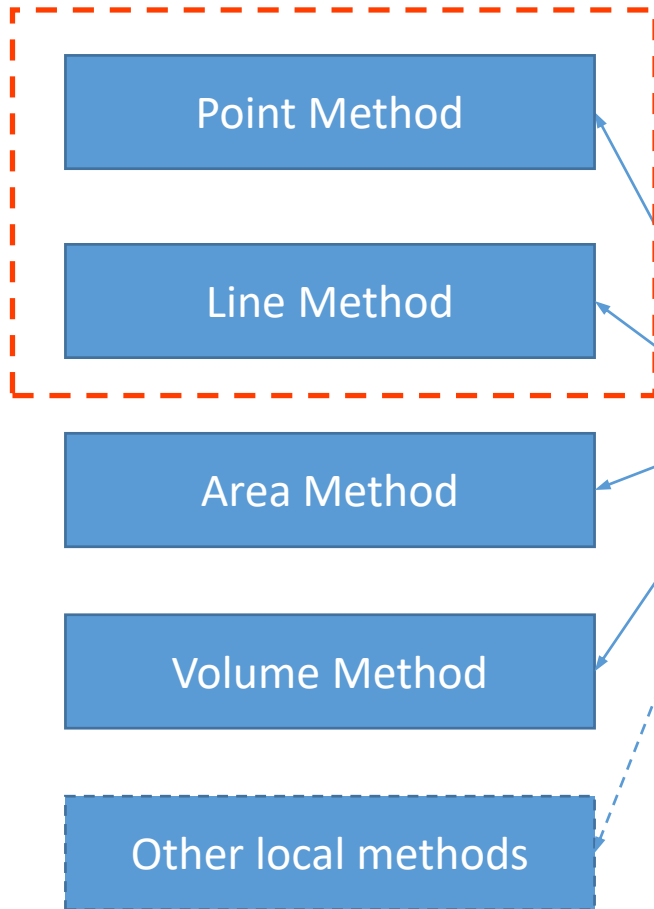 Point Method
Line Method
Area Method
Volume Method
Other local methods